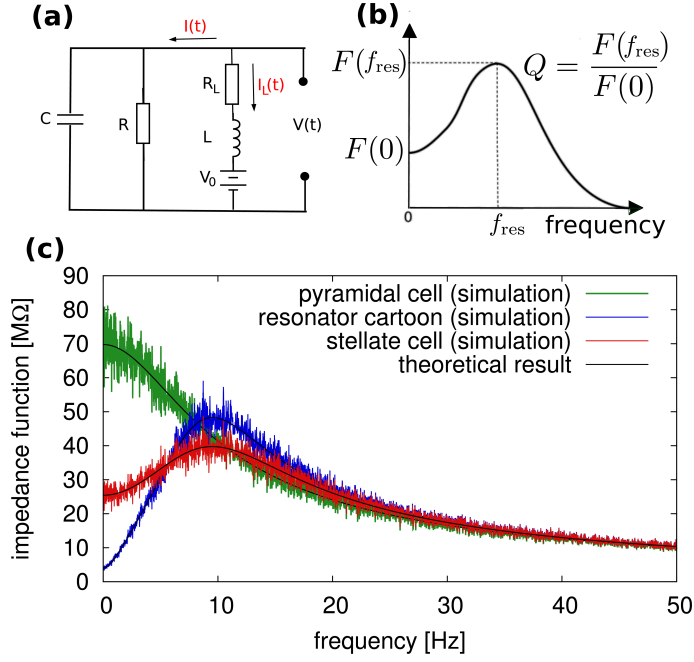 (a)
I(t)
C
R
R_L
I_L(t)
L
V_0
V(t)
(b)
F(f_res)
F(0)
Q = F(f_res) / F(0)
0
f_res
frequency
(c)
impedance function [MΩ]
90
80
70
60
50
40
30
20
10
0
pyramidal cell (simulation)
resonator cartoon (simulation)
stellate cell (simulation)
theoretical result
0 10 20 30 40 50
frequency [Hz]